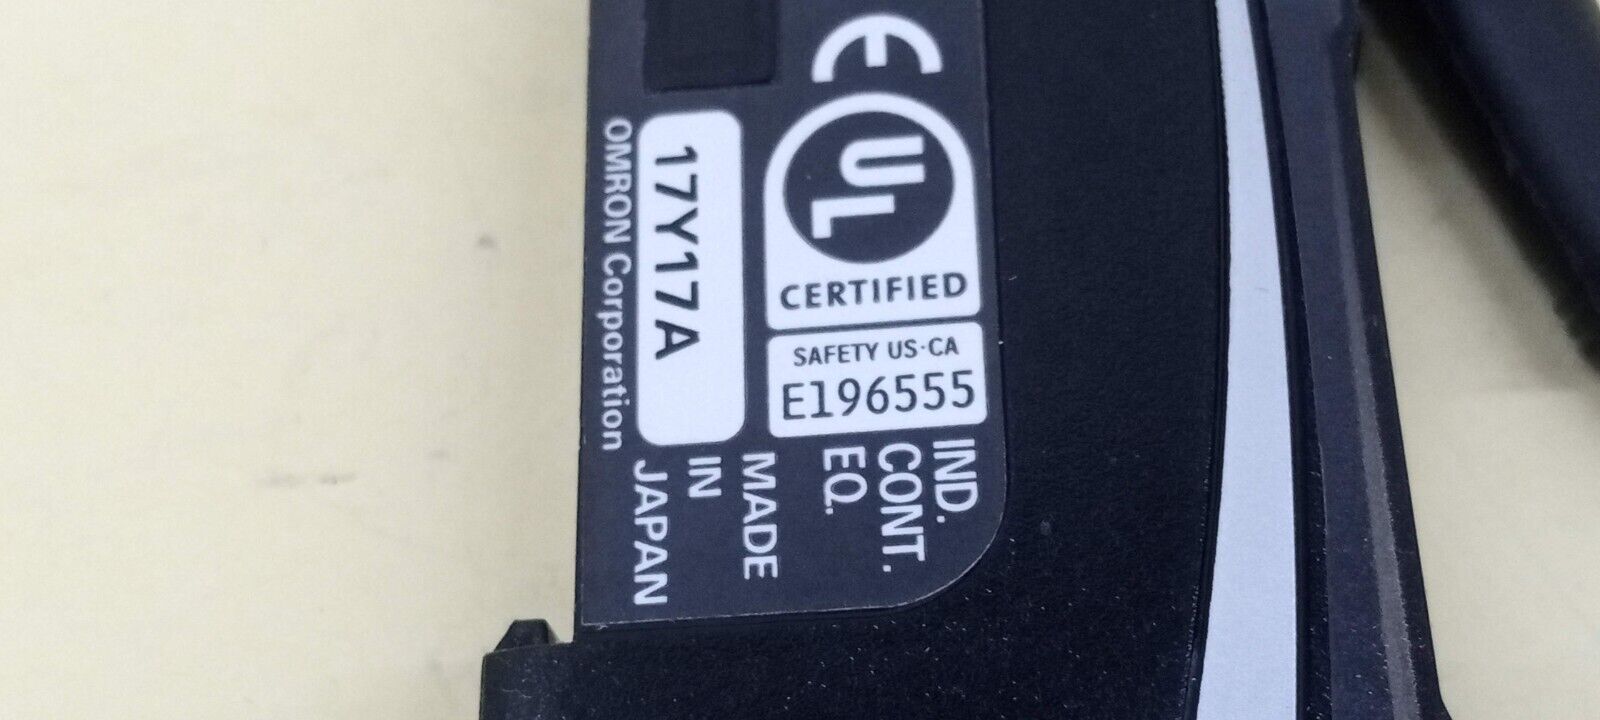 CE
UL
CERTIFIED
SAFETY US·CA
E196555
IND.
CONT.
EQ.
17Y17A
MADE
IN
JAPAN
OMRON Corporation